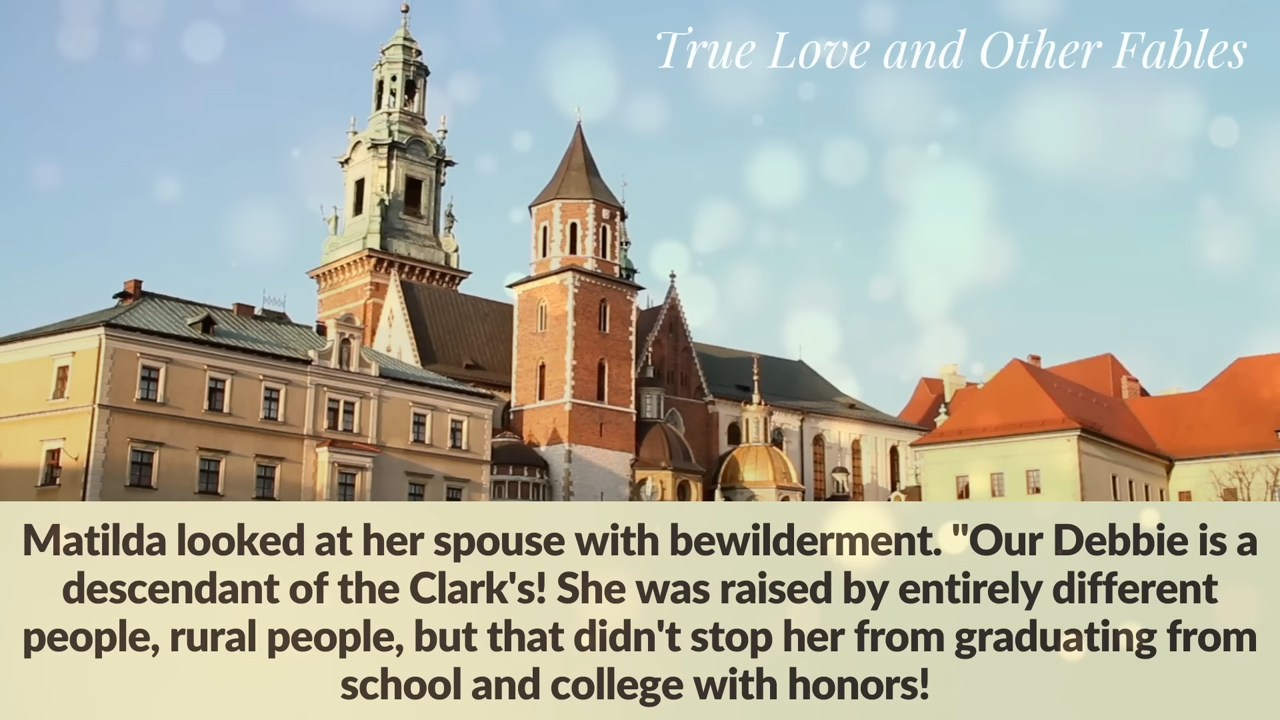 True Love and Other Fables
Matilda looked at her spouse with bewilderment. "Our Debbie is a
descendant of the Clark's! She was raised by entirely different
people, rural people, but that didn't stop her from graduating from
school and college with honors!